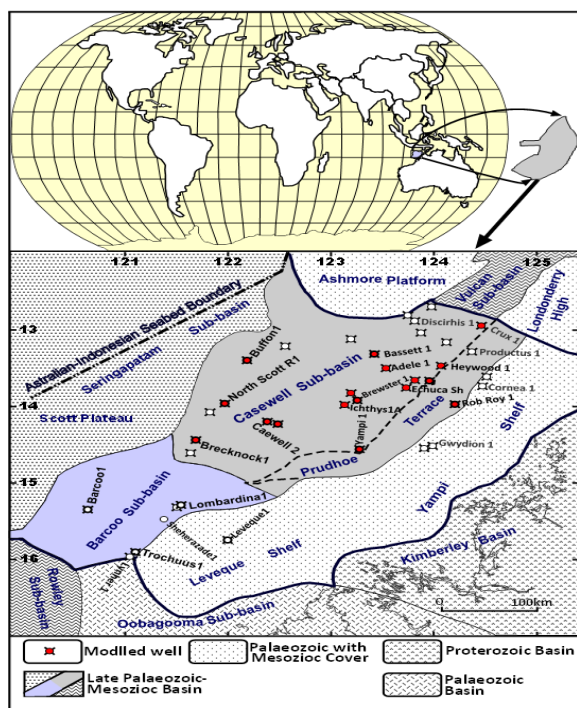 121 122 123 124 125
13
14
15
16
Ashmore Platform
Vulcan
Sub-basin
Londonderry
High
Astralian-Indonesian Seabed Boundary
Seringapatam Sub-basin
Scott Plateau
Buffon1
North Scott R1
Casewell Sub-basin
Discirhis 1
Crux 1
Productus 1
Bassett 1
Adele 1
Heywood 1
Cornea 1
Brewster 1
Echuca Sh
Ichthys1A
Rob Roy 1
Caewell 2
Yampi 1
Brecknock1
Gwydion 1
Prudhoe Terrace
Yampi Shelf
Barcoo1
Barcoo Sub-basin
Lombardina1
Sheherazade1
Leveque1
Trochuus1
Lynher1
Leveque Shelf
Kimberley Basin
Rowley
Sub-basin
Oobagooma Sub-basin
O 100km
Modlled well
Palaeozoic with
Mesozioc Cover
Proterozoic Basin
Late Palaeozoic-
Mesozioc Basin
Palaeozoic
Basin